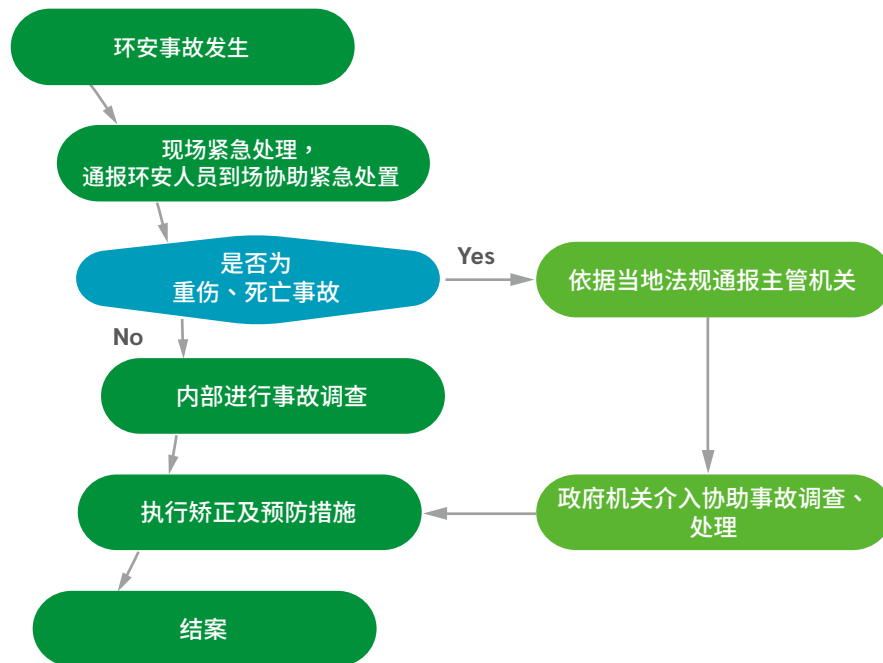 环安事故发生
现场紧急处理，
通报环安人员到场协助紧急处置
是否为
重伤、死亡事故
Yes
依据当地法规通报主管机关
No
内部进行事故调查
执行矫正及预防措施
政府机关介入协助事故调查、
处理
结案